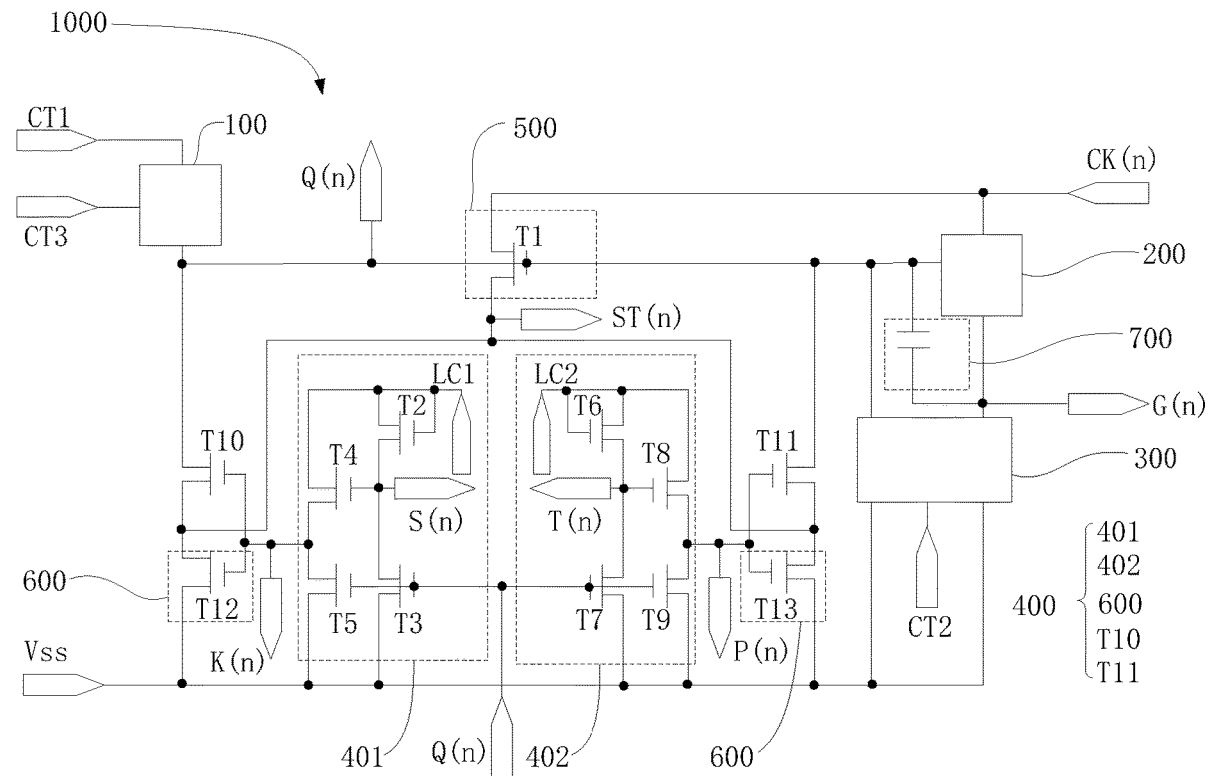 1000
CT1
100
500
Q(n)
CK(n)
CT3
T1
200
ST(n)
700
LC1
LC2
T2
T6
G(n)
T10
T4
T8
T11
300
S(n)
T(n)
401
402
600
T10
T11
400
600
T12
T5
T3
T7
T9
T13
CT2
Vss
K(n)
P(n)
401
Q(n)
402
600